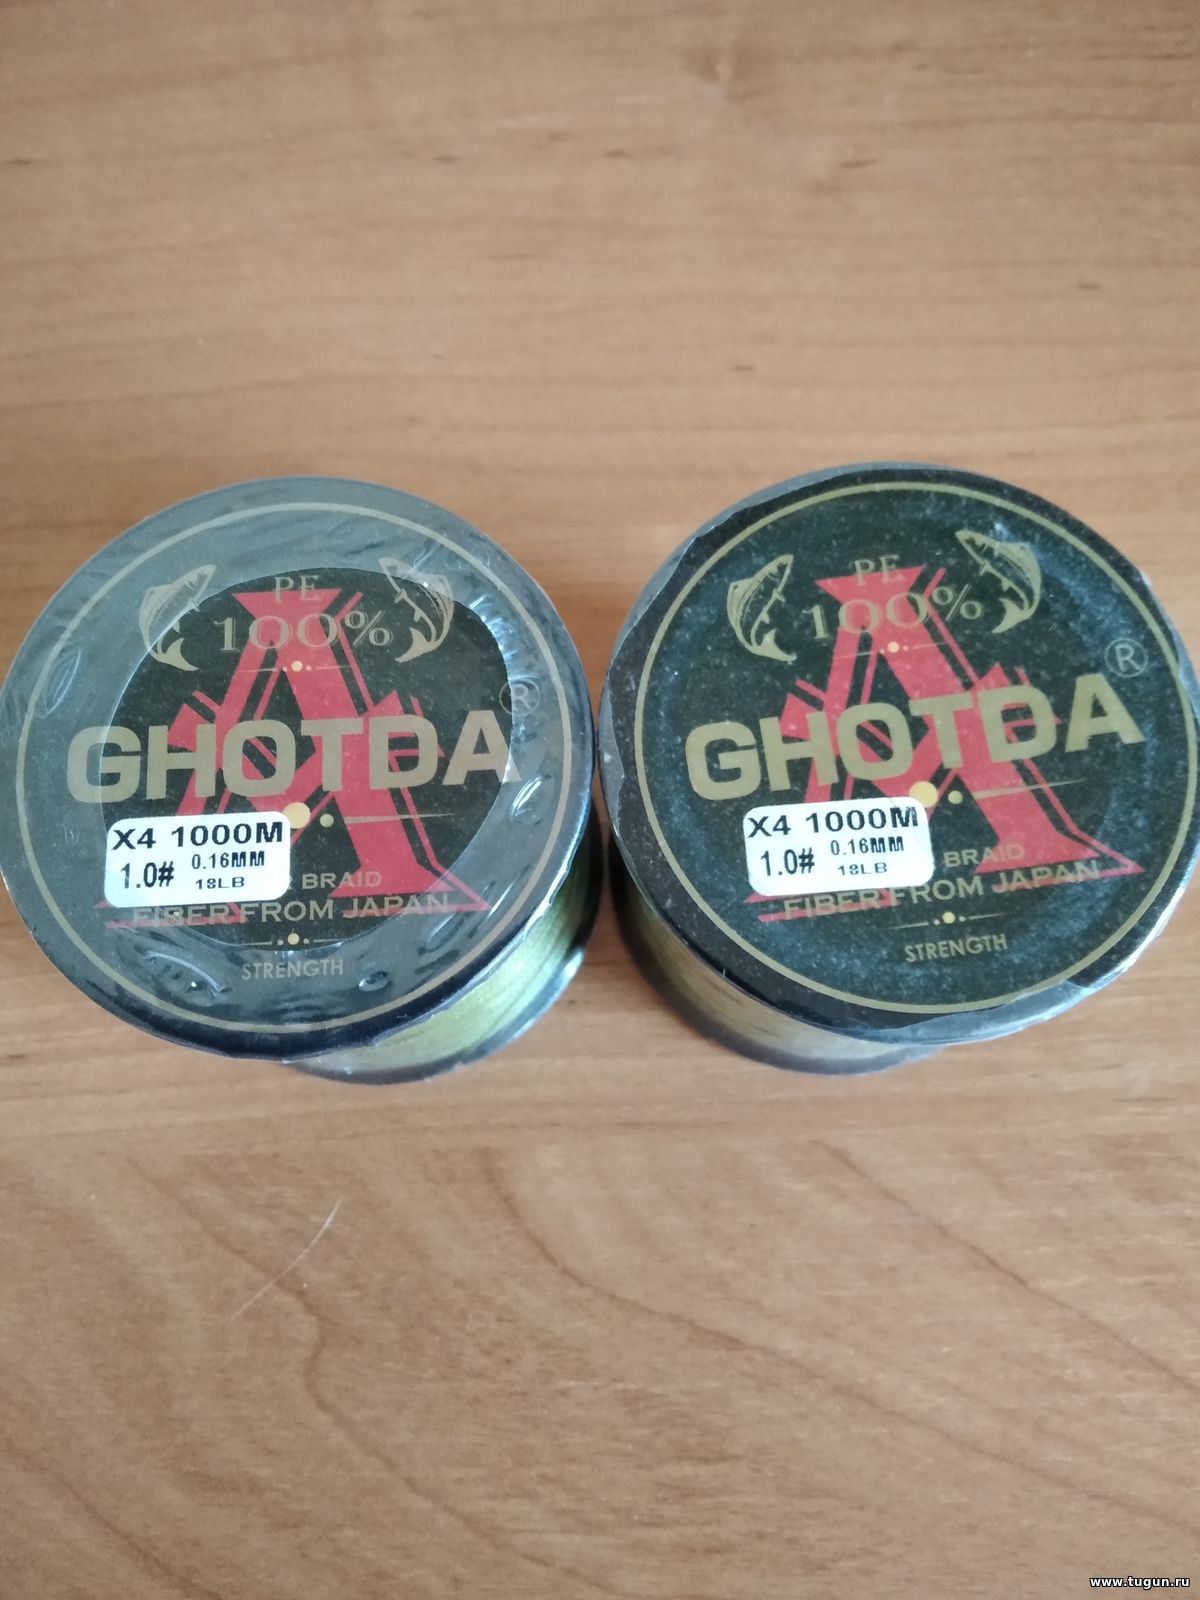 PE
100%
GHOTDA®
X4 1000M
1.0# 0.16MM
18LB
BRAID
FIBER FROM JAPAN
STRENGTH
PE
100%
GHOTDA®
X4 1000M
1.0# 0.16MM
18LB
BRAID
FIBER FROM JAPAN
STRENGTH
www.tugun.ru